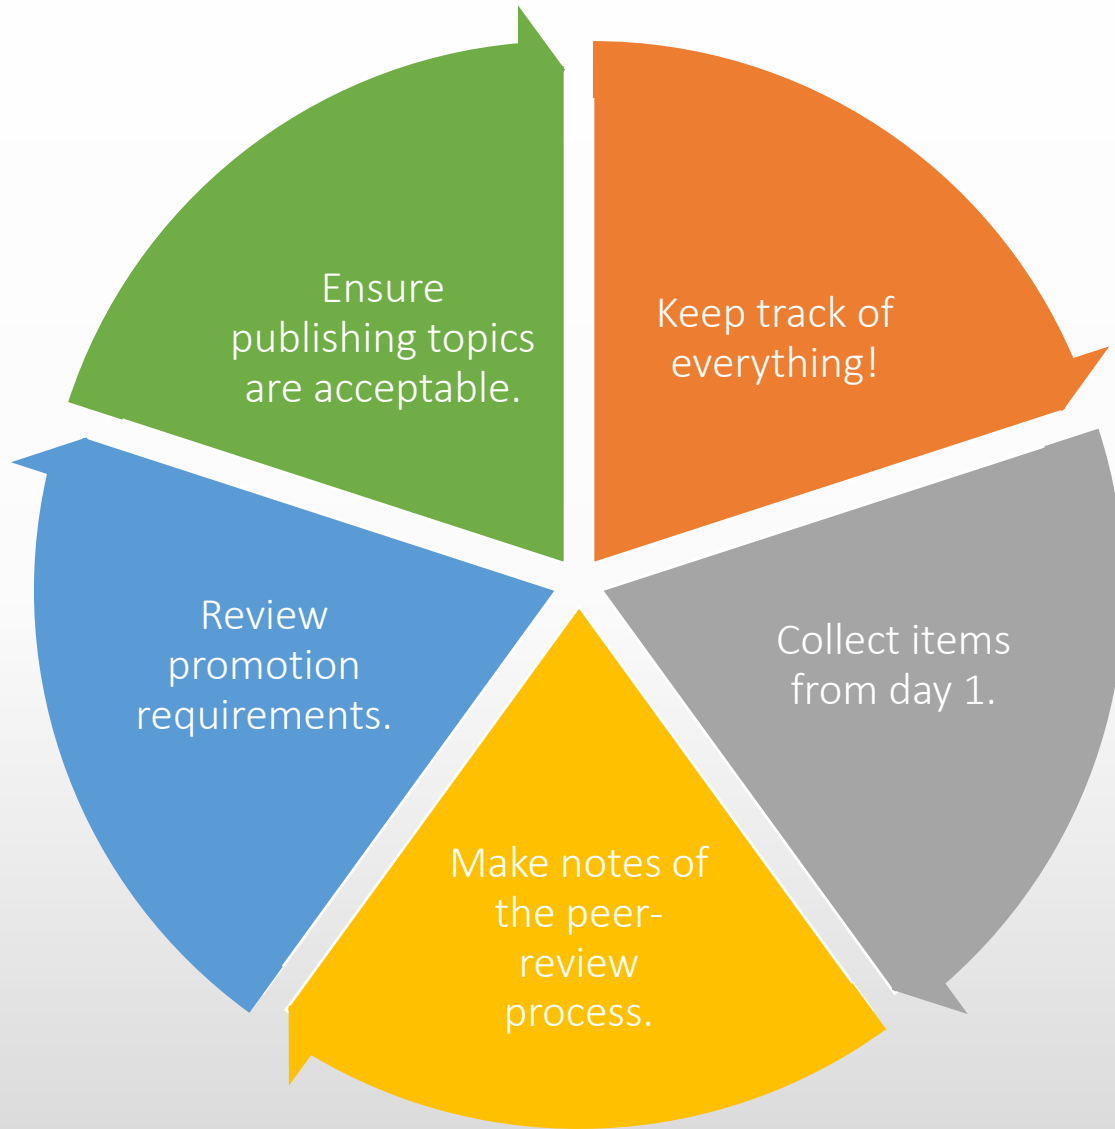 Keep track of
everything!
Collect items
from day 1.
Make notes of
the peer-
review
process.
Review
promotion
requirements.
Ensure
publishing topics
are acceptable.